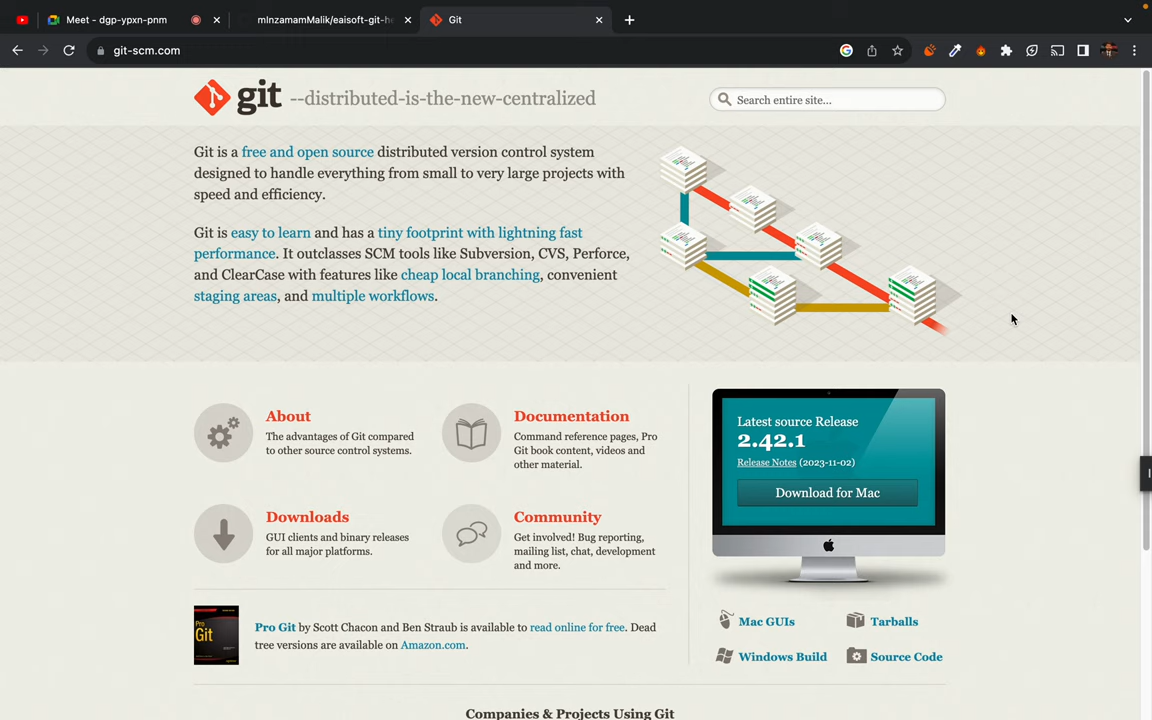 Meet - dgp-ypxn-pnm
mInzamamMalik/eaisoft-git-he
Git
git-scm.com
git --distributed-is-the-new-centralized
Search entire site...
Git is a free and open source distributed version control system
designed to handle everything from small to very large projects with
speed and efficiency.
Git is easy to learn and has a tiny footprint with lightning fast
performance. It outclasses SCM tools like Subversion, CVS, Perforce,
and ClearCase with features like cheap local branching, convenient
staging areas, and multiple workflows.
About
The advantages of Git compared
to other source control systems.
Documentation
Command reference pages, Pro
Git book content, videos and
other material.
Downloads
GUI clients and binary releases
for all major platforms.
Community
Get involved! Bug reporting,
mailing list, chat, development
and more.
Latest source Release
2.42.1
Release Notes (2023-11-02)
Download for Mac
Mac GUIs
Tarballs
Windows Build
Source Code
Pro
Git
Pro Git by Scott Chacon and Ben Straub is available to read online for free. Dead
tree versions are available on Amazon.com.
Companies & Projects Using Git